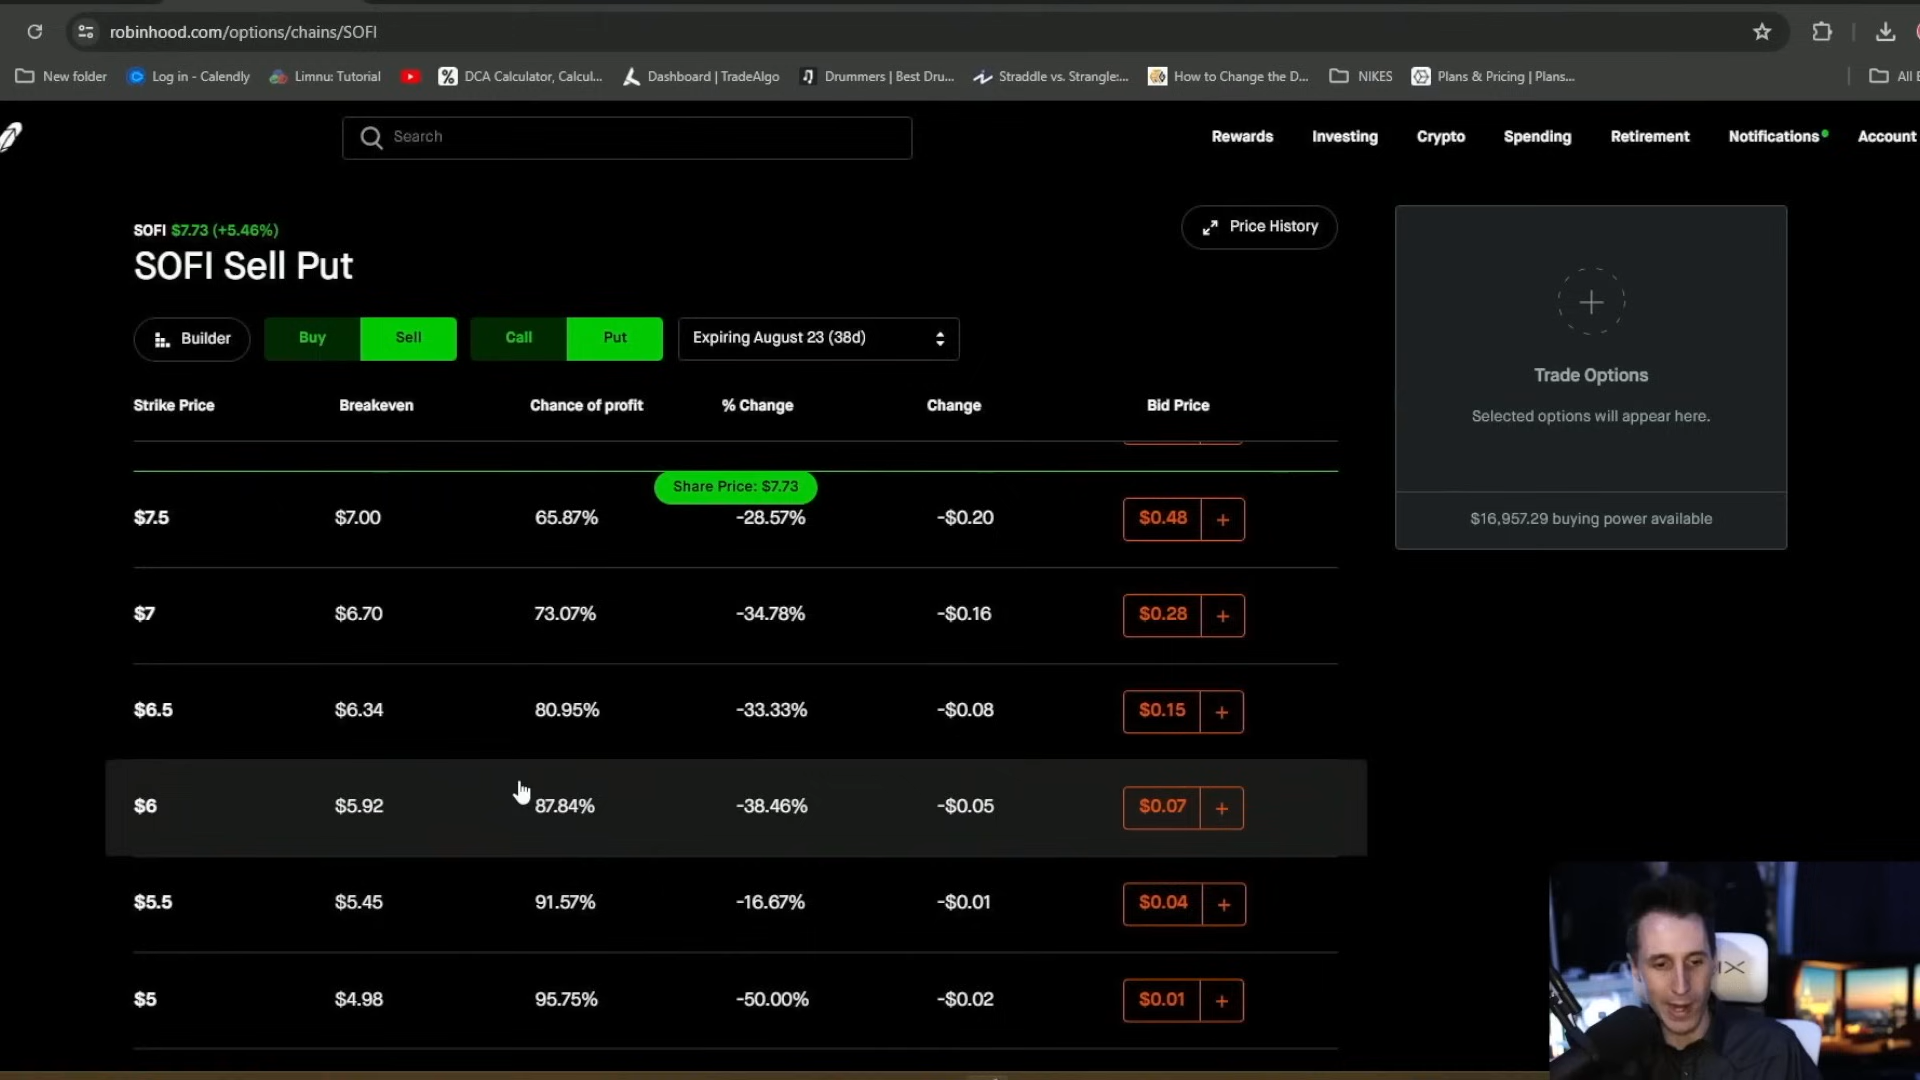 robinhood.com/options/chains/SOFI
New folder
Log in - Calendly
Limnu: Tutorial
DCA Calculator, Calcul...
Dashboard | TradeAlgo
Drummers | Best Dru...
Straddle vs. Strangle:...
How to Change the D...
NIKES
Plans & Pricing | Plans...
Search
Rewards
Investing
Crypto
Spending
Retirement
Notifications
Account
SOFI $7.73 (+5.46%)
SOFI Sell Put
Price History
Builder
Buy
Sell
Call
Put
Expiring August 23 (38d)
Strike Price Breakeven Chance of profit % Change Change Bid Price
Share Price: $7.73
$7.5 $7.00 65.87% -28.57% -$0.20 $0.48 +
$7 $6.70 73.07% -34.78% -$0.16 $0.28 +
$6.5 $6.34 80.95% -33.33% -$0.08 $0.15 +
$6 $5.92 87.84% -38.46% -$0.05 $0.07 +
$5.5 $5.45 91.57% -16.67% -$0.01 $0.04 +
$5 $4.98 95.75% -50.00% -$0.02 $0.01 +
Trade Options
Selected options will appear here.
$16,957.29 buying power available